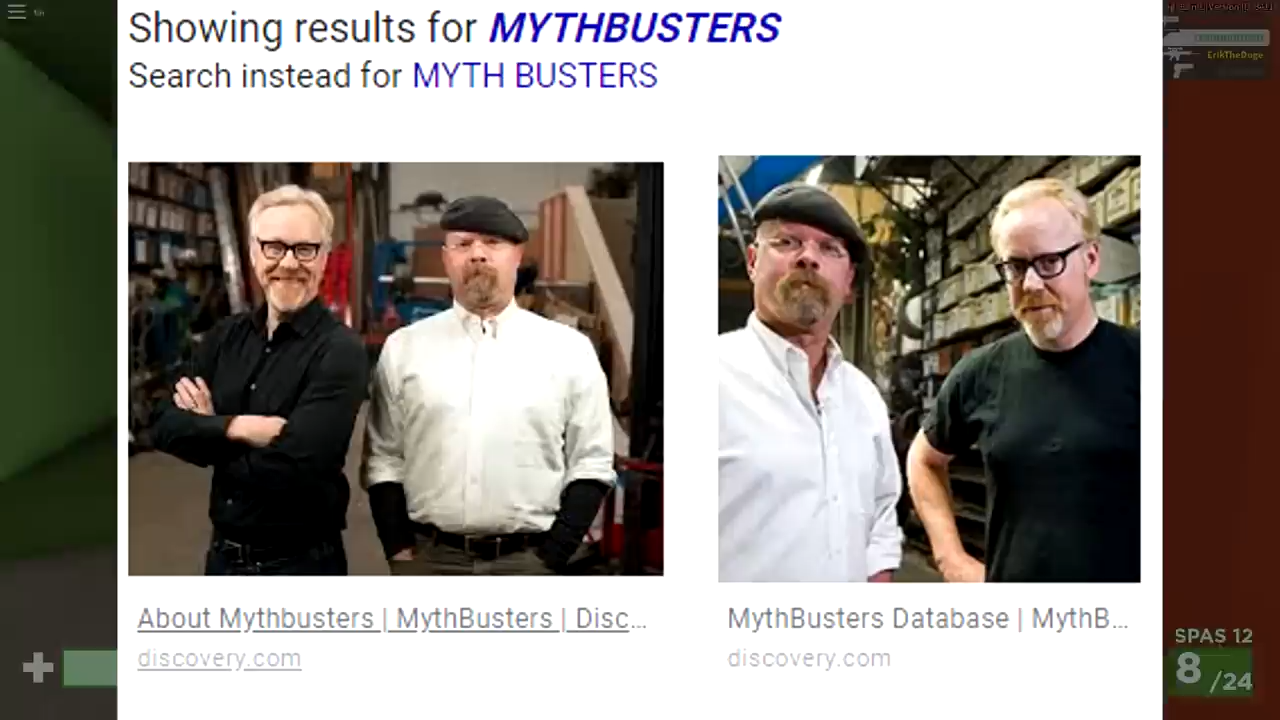 Showing results for MYTHBUSTERS
Search instead for MYTH BUSTERS
ErikTheDuge
About Mythbusters | MythBusters | Disc...
discovery.com
MythBusters Database | MythB...
discovery.com
SPAS 12
8 /24